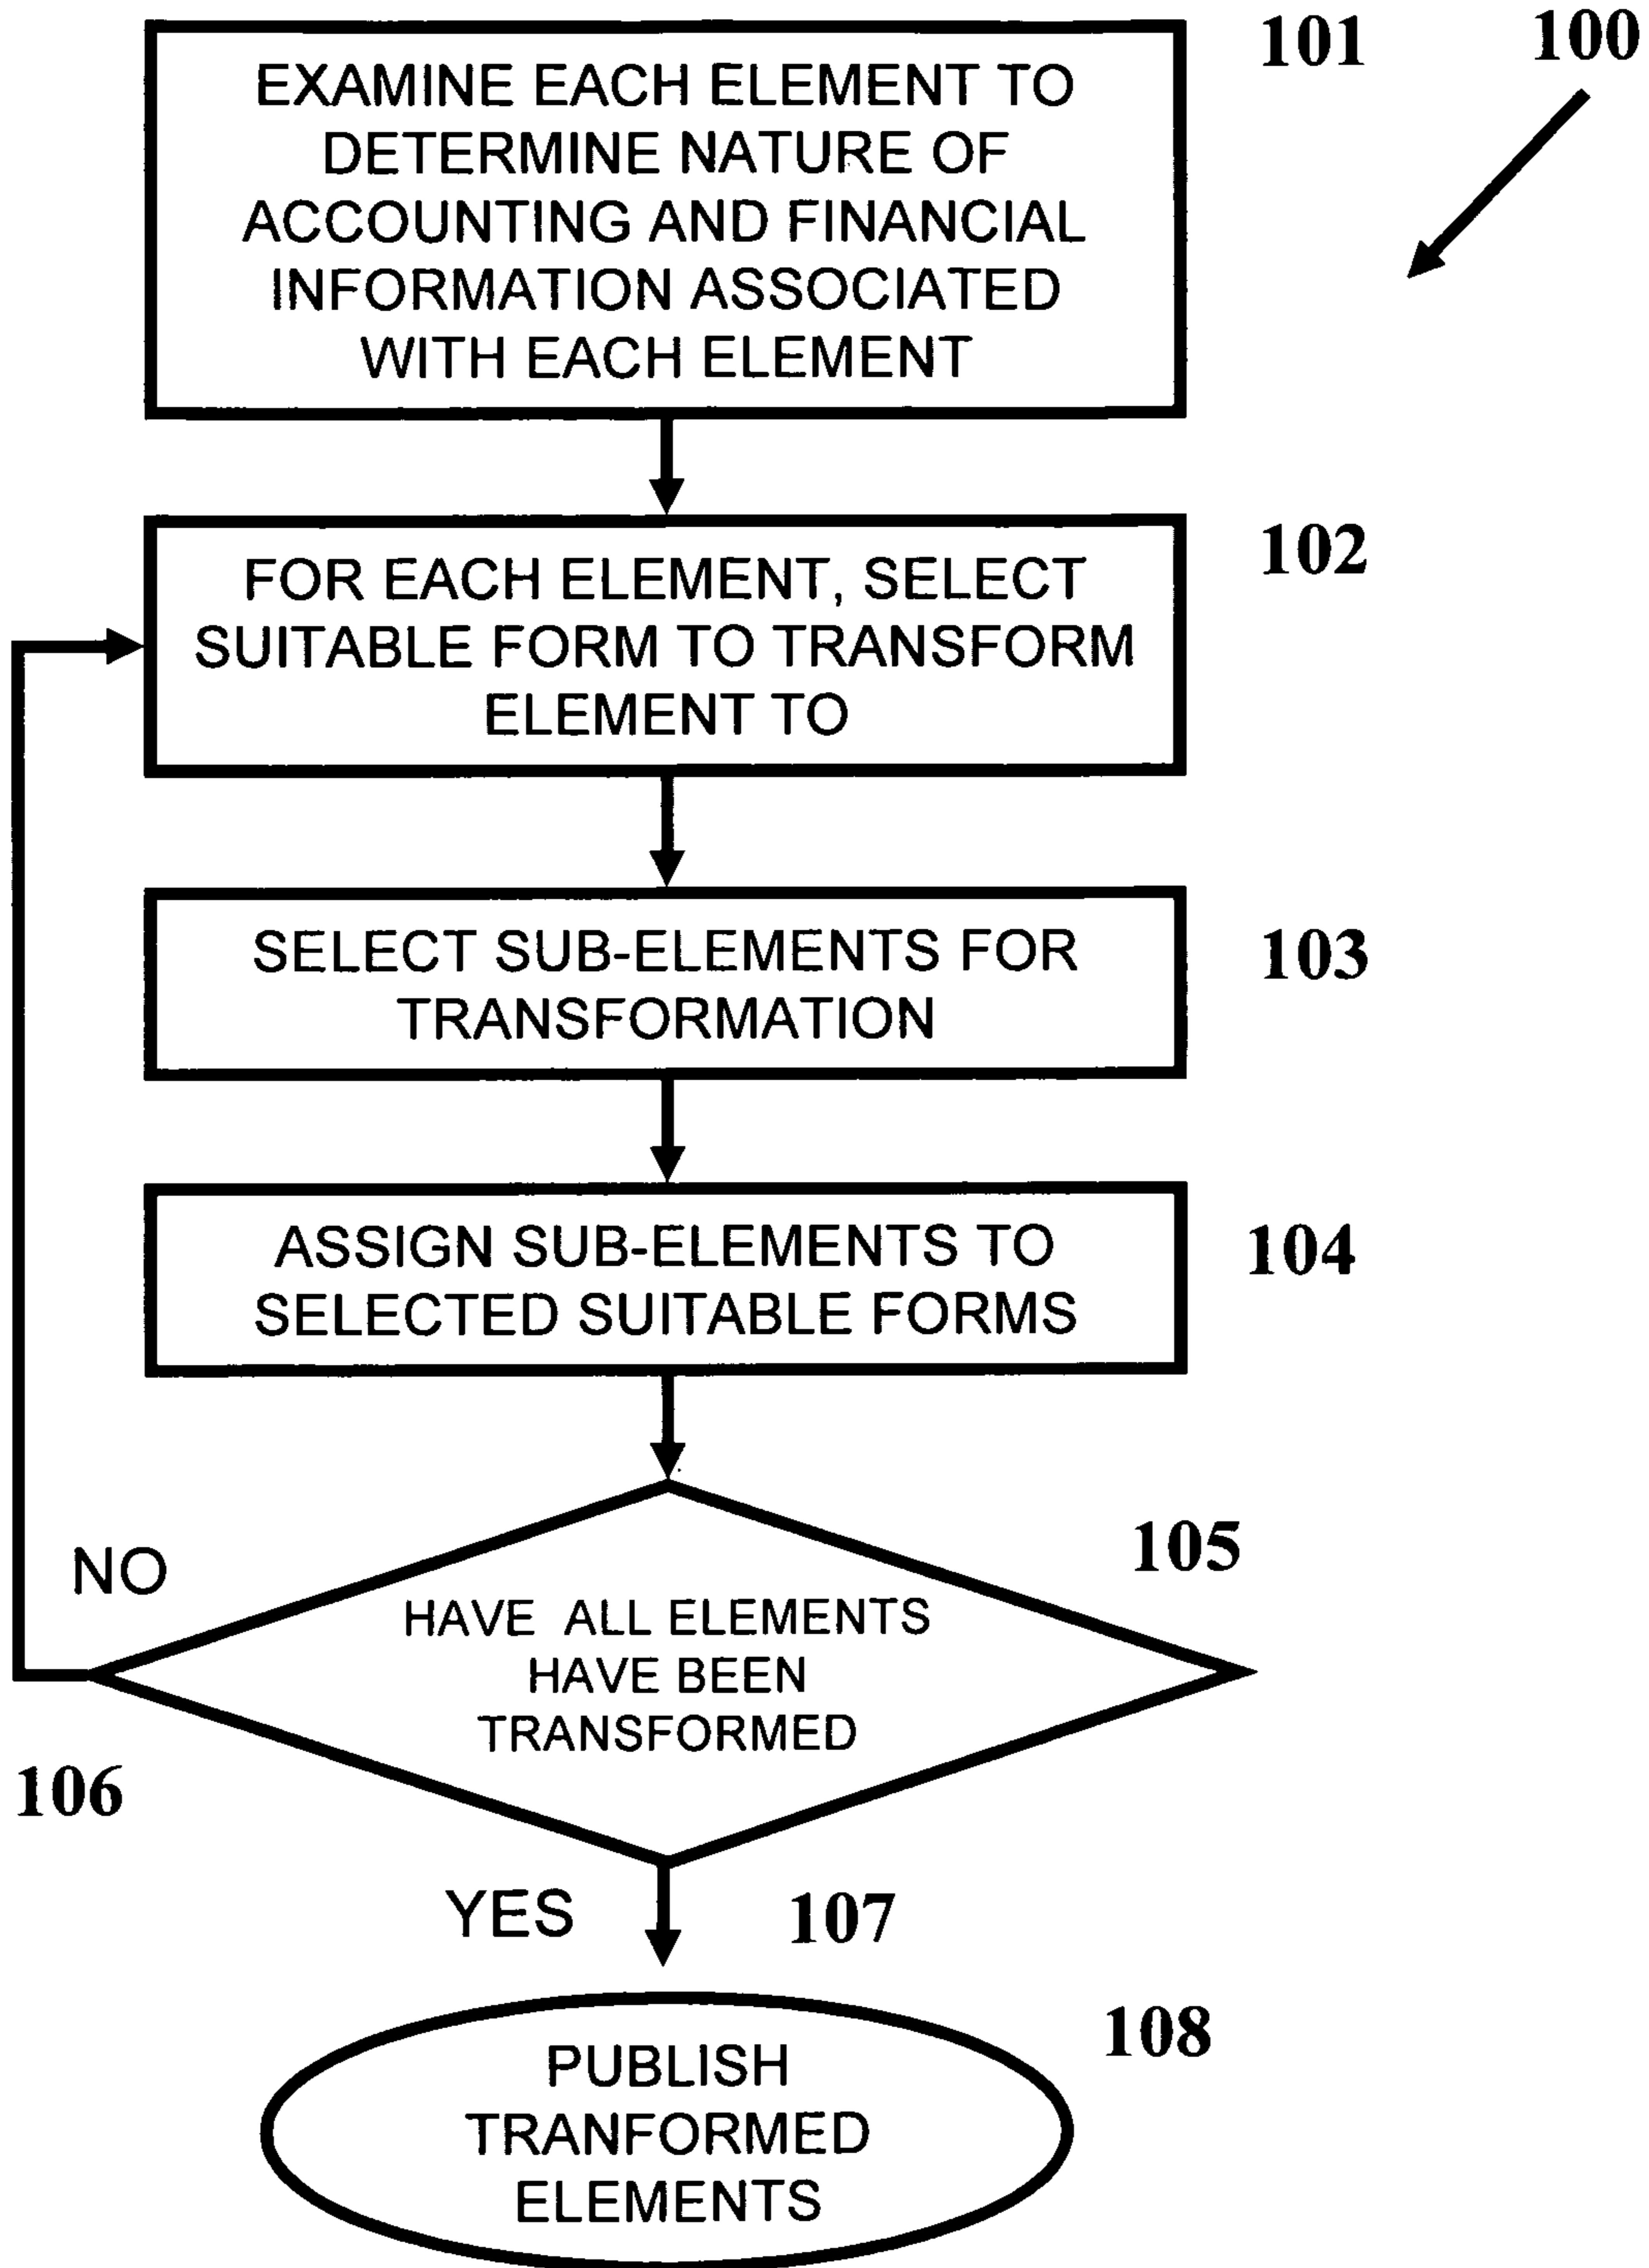 100
101
EXAMINE EACH ELEMENT TO
DETERMINE NATURE OF
ACCOUNTING AND FINANCIAL
INFORMATION ASSOCIATED
WITH EACH ELEMENT
102
FOR EACH ELEMENT, SELECT
SUITABLE FORM TO TRANSFORM
ELEMENT TO
103
SELECT SUB-ELEMENTS FOR
TRANSFORMATION
104
ASSIGN SUB-ELEMENTS TO
SELECTED SUITABLE FORMS
105
NO
HAVE ALL ELEMENTS
HAVE BEEN
TRANSFORMED
106
YES
107
108
PUBLISH
TRANFORMED
ELEMENTS